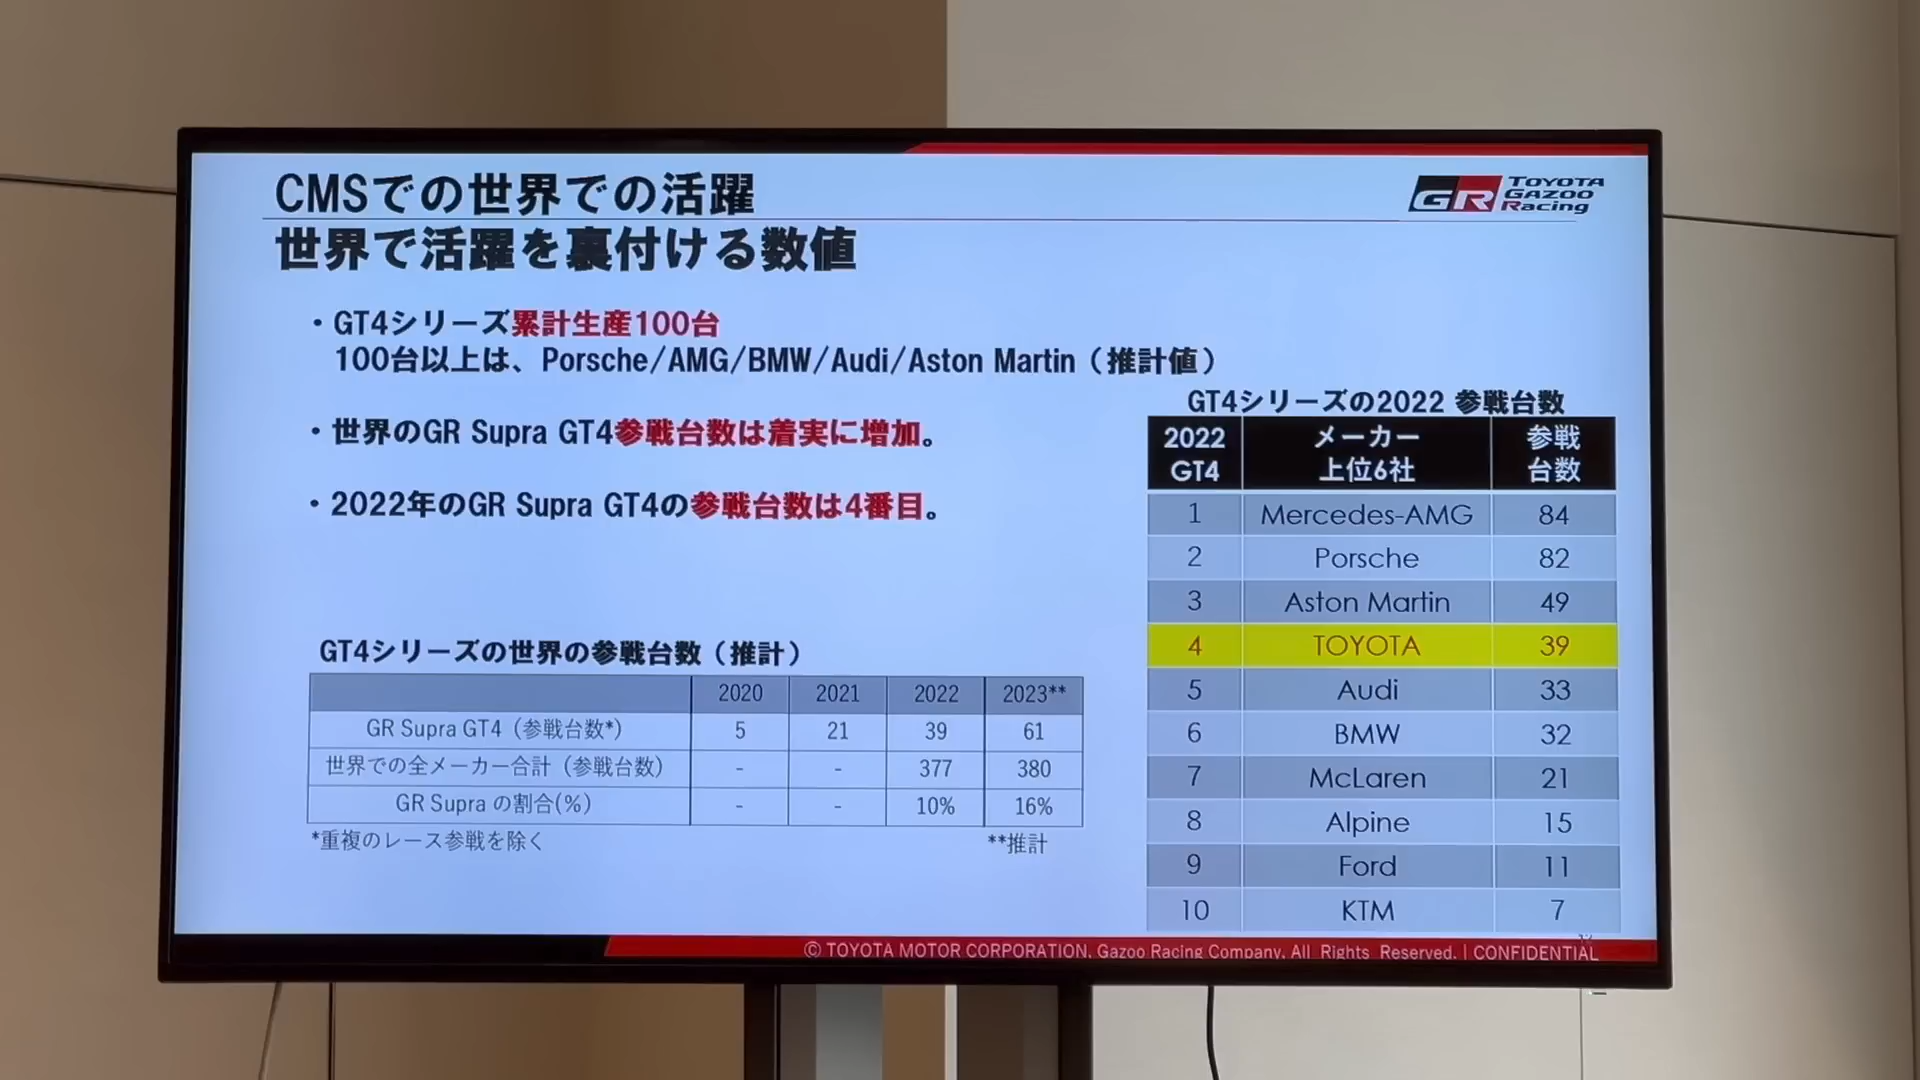 CMSでの世界での活躍
GR TOYOTA GAZOO Racing
世界で活躍を裏付ける数値
・GT4シリーズ累計生産100台
100台以上は、Porsche/AMG/BMW/Audi/Aston Martin（推計値）
・世界のGR Supra GT4参戦台数は着実に増加。
・2022年のGR Supra GT4の参戦台数は4番目。
GT4シリーズの世界の参戦台数（推計）
2020 2021 2022 2023**
GR Supra GT4（参戦台数*） 5 21 39 61
世界での全メーカー合計（参戦台数） - - 377 380
GR Supra の割合(%) - - 10% 16%
*重複のレース参戦を除く
**推計
GT4シリーズの2022 参戦台数
2022 GT4 メーカー 上位6社 参戦 台数
1 Mercedes-AMG 84
2 Porsche 82
3 Aston Martin 49
4 TOYOTA 39
5 Audi 33
6 BMW 32
7 McLaren 21
8 Alpine 15
9 Ford 11
10 KTM 7
© TOYOTA MOTOR CORPORATION. Gazoo Racing Company. All Rights Reserved. | CONFIDENTIAL